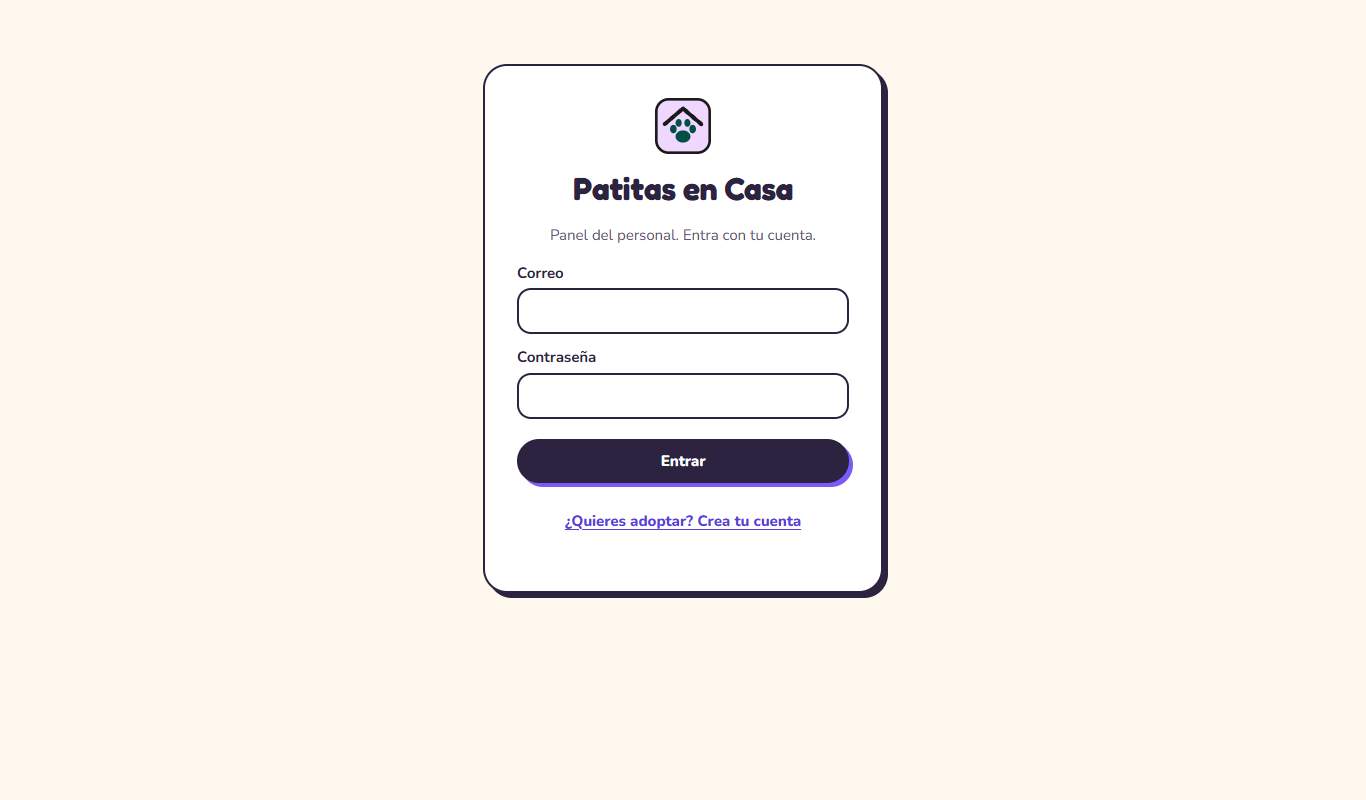 Patitas en Casa
Panel del personal. Entra con tu cuenta.
Correo
Contraseña
Entrar
¿Quieres adoptar? Crea tu cuenta